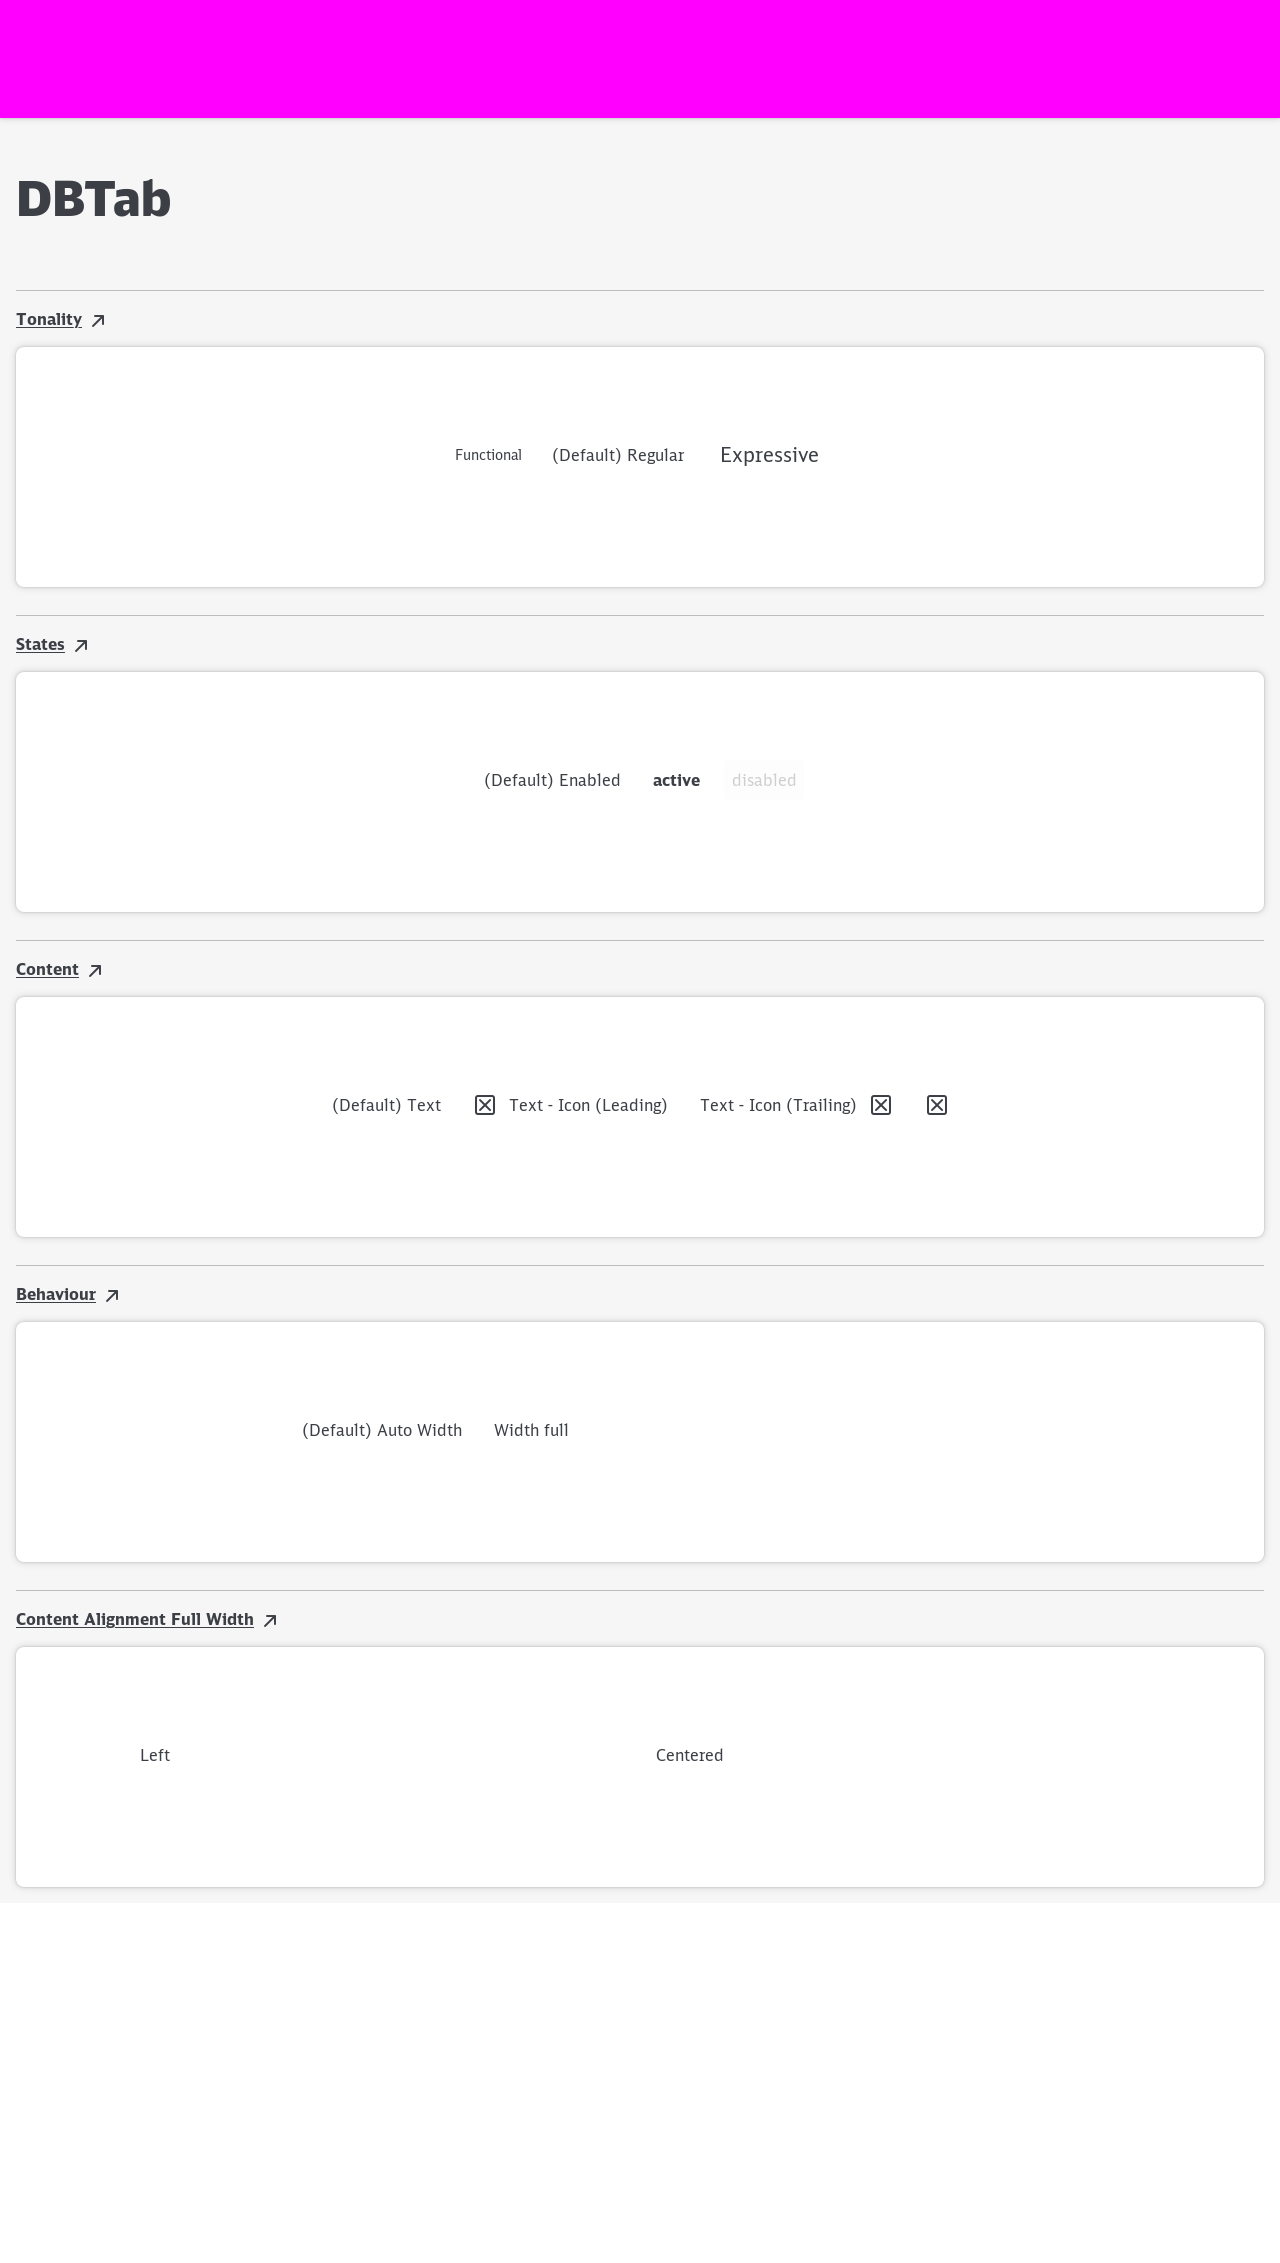 DBTab
Tonality
Functional (Default) Regular Expressive
States
(Default) Enabled active disabled
Content
(Default) Text Text - Icon (Leading) Text - Icon (Trailing)
Behaviour
(Default) Auto Width Width full
Content Alignment Full Width
Left Centered